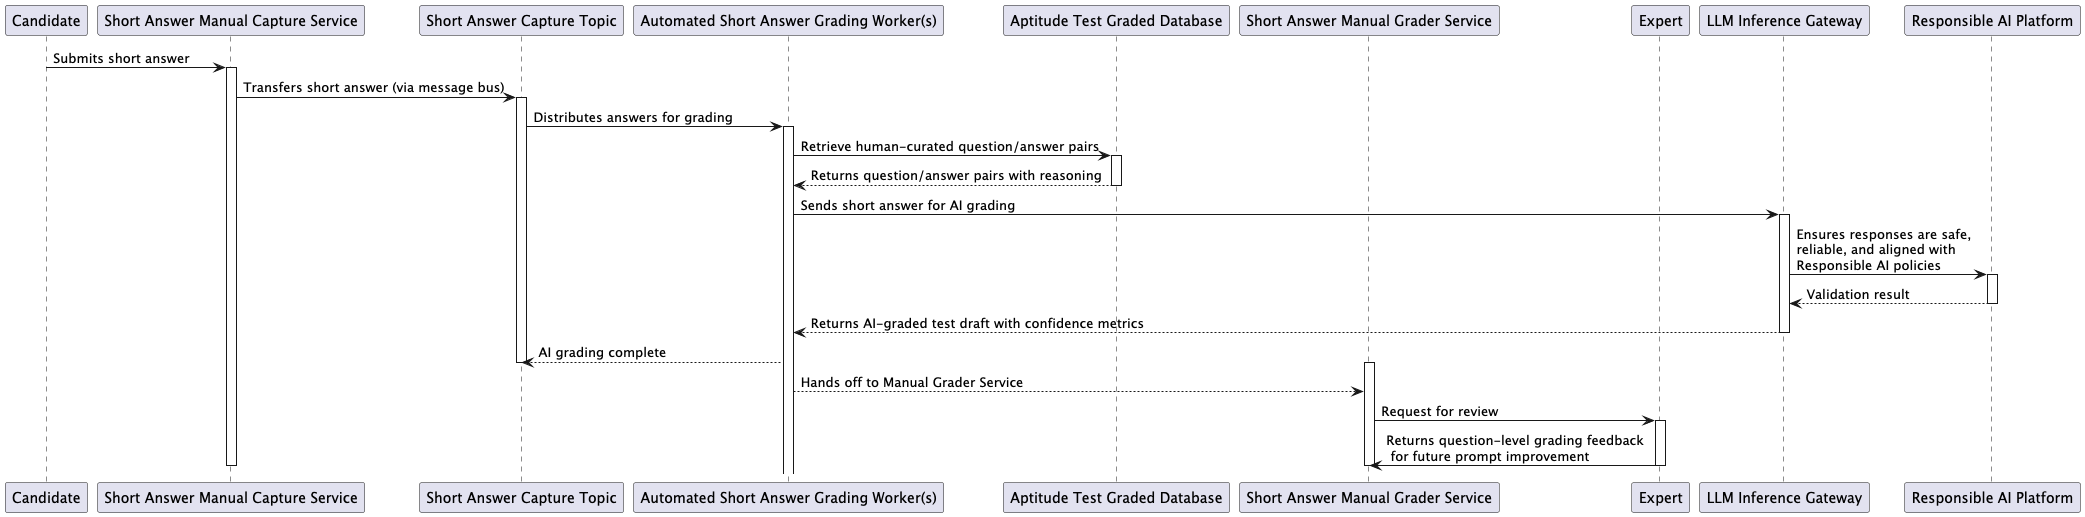 Candidate
Short Answer Manual Capture Service
Short Answer Capture Topic
Automated Short Answer Grading Worker(s)
Aptitude Test Graded Database
Short Answer Manual Grader Service
Expert
LLM Inference Gateway
Responsible AI Platform
Submits short answer
Transfers short answer (via message bus)
Distributes answers for grading
Retrieve human-curated question/answer pairs
Returns question/answer pairs with reasoning
Sends short answer for AI grading
Ensures responses are safe,
reliable, and aligned with
Responsible AI policies
Validation result
Returns AI-graded test draft with confidence metrics
AI grading complete
Hands off to Manual Grader Service
Request for review
Returns question-level grading feedback
for future prompt improvement
Candidate
Short Answer Manual Capture Service
Short Answer Capture Topic
Automated Short Answer Grading Worker(s)
Aptitude Test Graded Database
Short Answer Manual Grader Service
Expert
LLM Inference Gateway
Responsible AI Platform